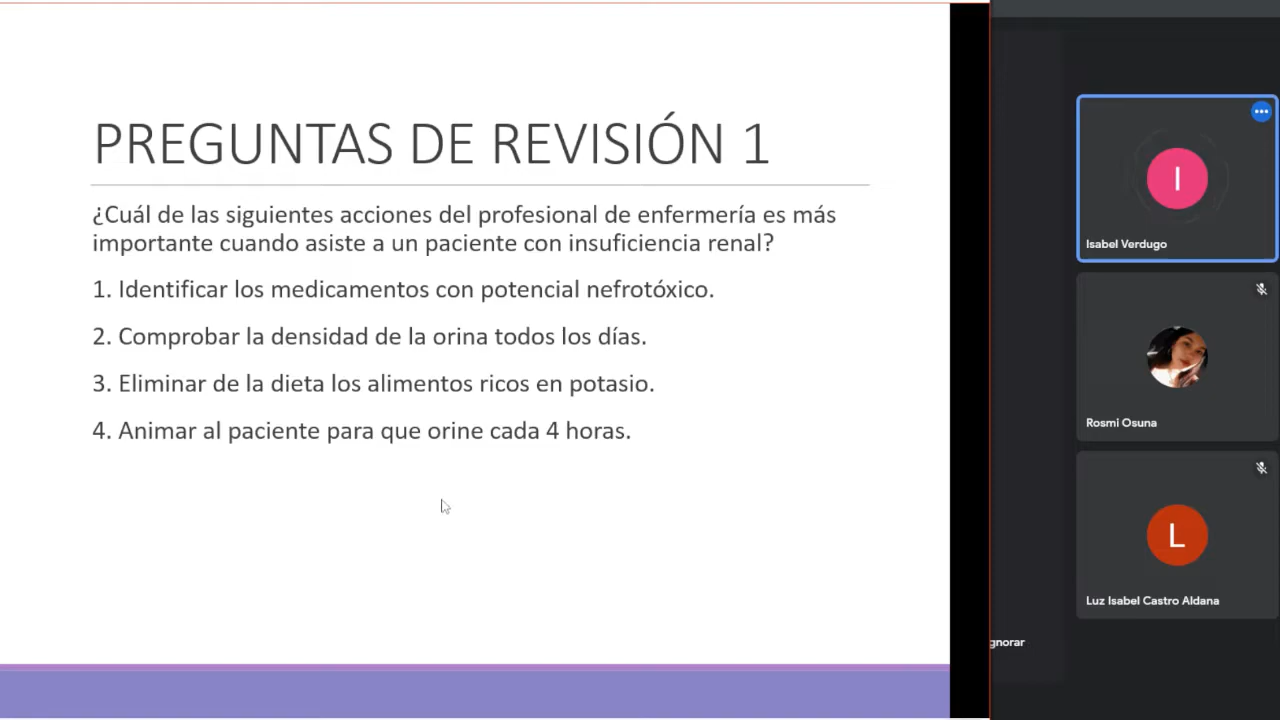 PREGUNTAS DE REVISIÓN 1
¿Cuál de las siguientes acciones del profesional de enfermería es más
importante cuando asiste a un paciente con insuficiencia renal?
1. Identificar los medicamentos con potencial nefrotóxico.
2. Comprobar la densidad de la orina todos los días.
3. Eliminar de la dieta los alimentos ricos en potasio.
4. Animar al paciente para que orine cada 4 horas.
I
Isabel Verdugo
Rosmi Osuna
L
Luz Isabel Castro Aldana
gnorar